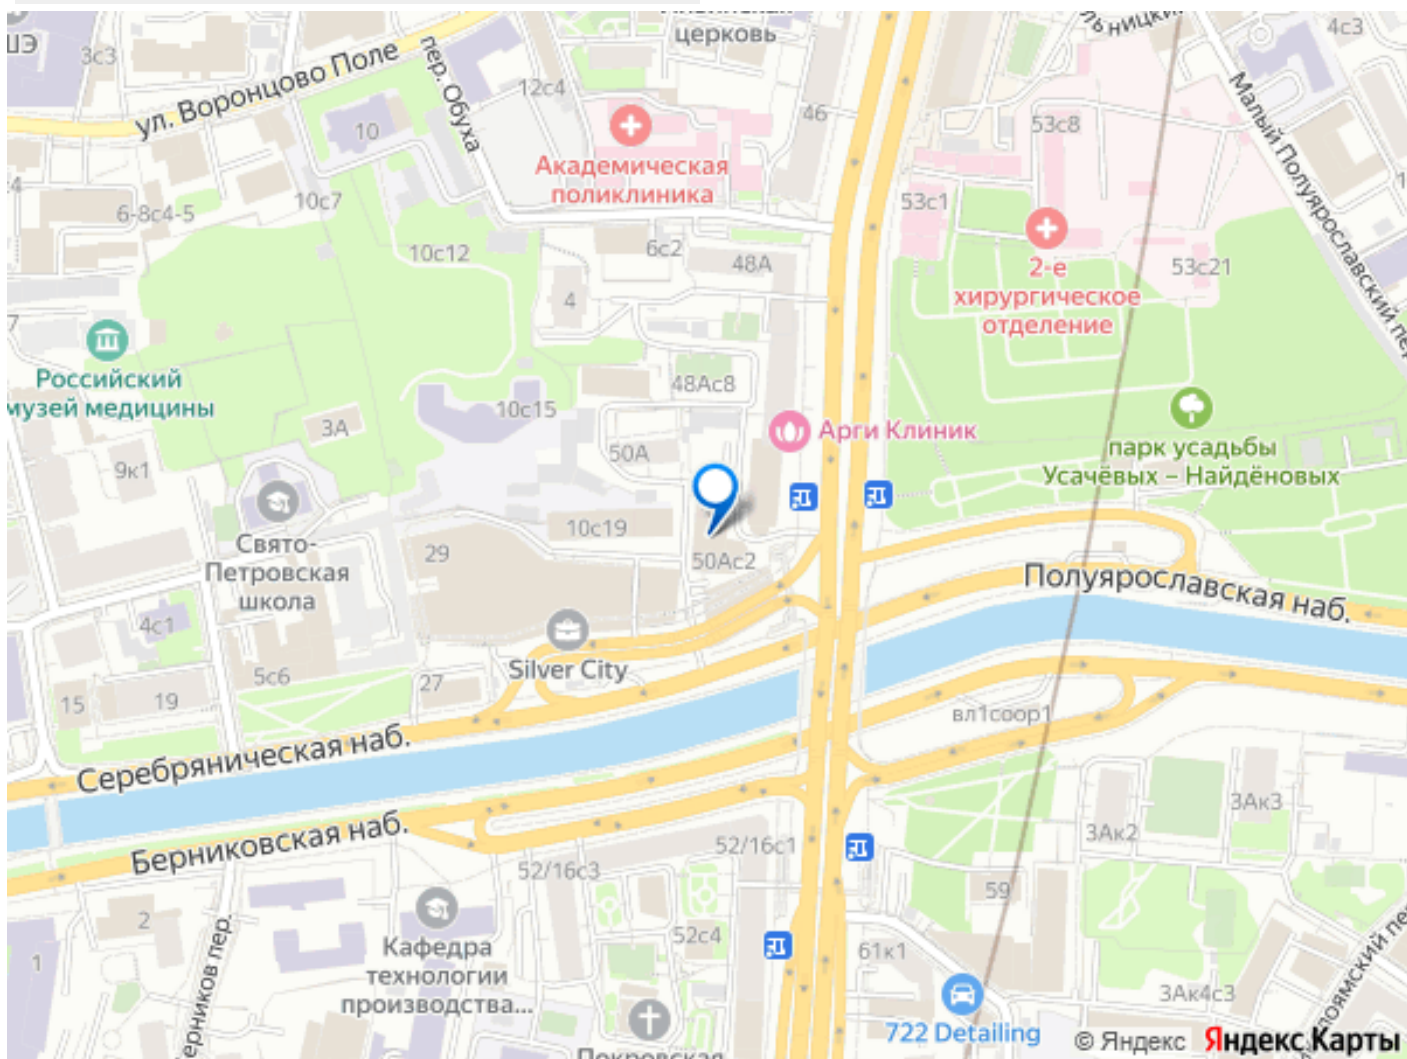 церковь
4с3
ШЭ
3с3
ул. Воронцово Поле
пер. Обуха
12с4
46
10
53с8
Малый Полуярославский пер.
Академическая
поликлиника
6-8с4-5
10с7
53с1
10с12
6с2
48А
2-е
хирургическое
отделение
53с21
4
Российский
музей медицины
48Ас8
10с15
3А
Арги Клиник
парк усадьбы
Усачёвых – Найдёновых
9к1
50А
10с19
29
50Ас2
Свято-
Петровская
школа
Полуярославская наб.
4с1
Silver City
5с6
27
15
19
вл1соор1
Серебряническая наб.
Берниковская наб.
3Ак3
3Ак2
52/16с1
52/16с3
59
2
1
52с4
61к1
Кафедра
технологии
производства...
3Ак4с3
722 Detailing
© Яндекс Яндекс Карты